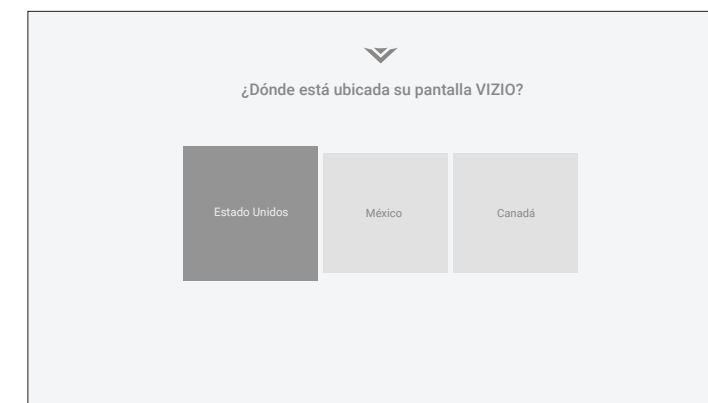 ¿Dónde está ubicada su pantalla VIZIO?
Estado Unidos
México
Canadá